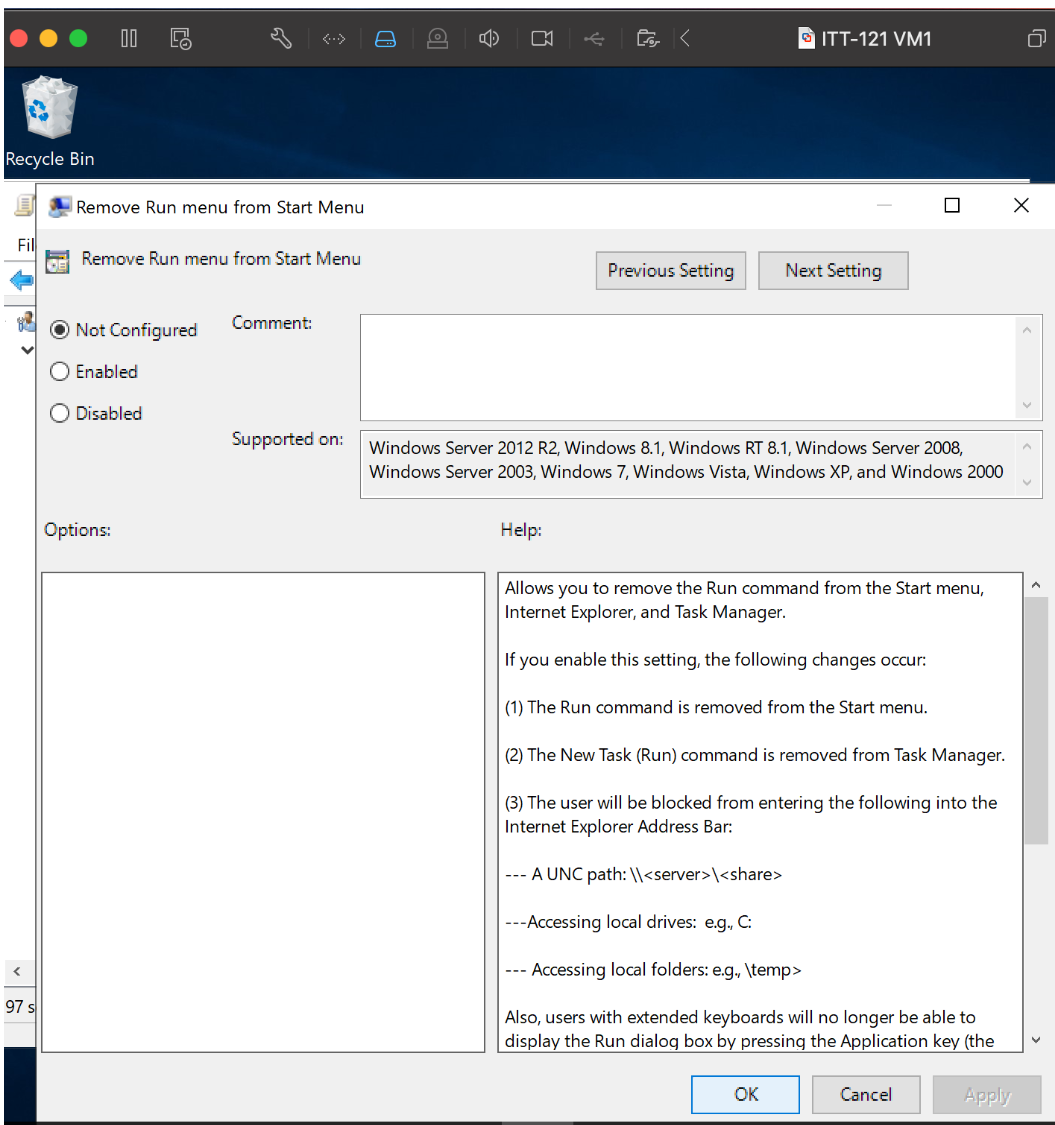 ITT-121 VM1
Recycle Bin
Remove Run menu from Start Menu
Fil
Remove Run menu from Start Menu
Previous Setting
Next Setting
Not Configured
Comment:
Enabled
Disabled
Supported on:
Windows Server 2012 R2, Windows 8.1, Windows RT 8.1, Windows Server 2008,
Windows Server 2003, Windows 7, Windows Vista, Windows XP, and Windows 2000
Options:
Help:
Allows you to remove the Run command from the Start menu,
Internet Explorer, and Task Manager.
If you enable this setting, the following changes occur:
(1) The Run command is removed from the Start menu.
(2) The New Task (Run) command is removed from Task Manager.
(3) The user will be blocked from entering the following into the
Internet Explorer Address Bar:
--- A UNC path: \\<server>\<share>
---Accessing local drives:  e.g., C:
--- Accessing local folders: e.g., \temp>
Also, users with extended keyboards will no longer be able to
display the Run dialog box by pressing the Application key (the
97 s
OK
Cancel
Apply